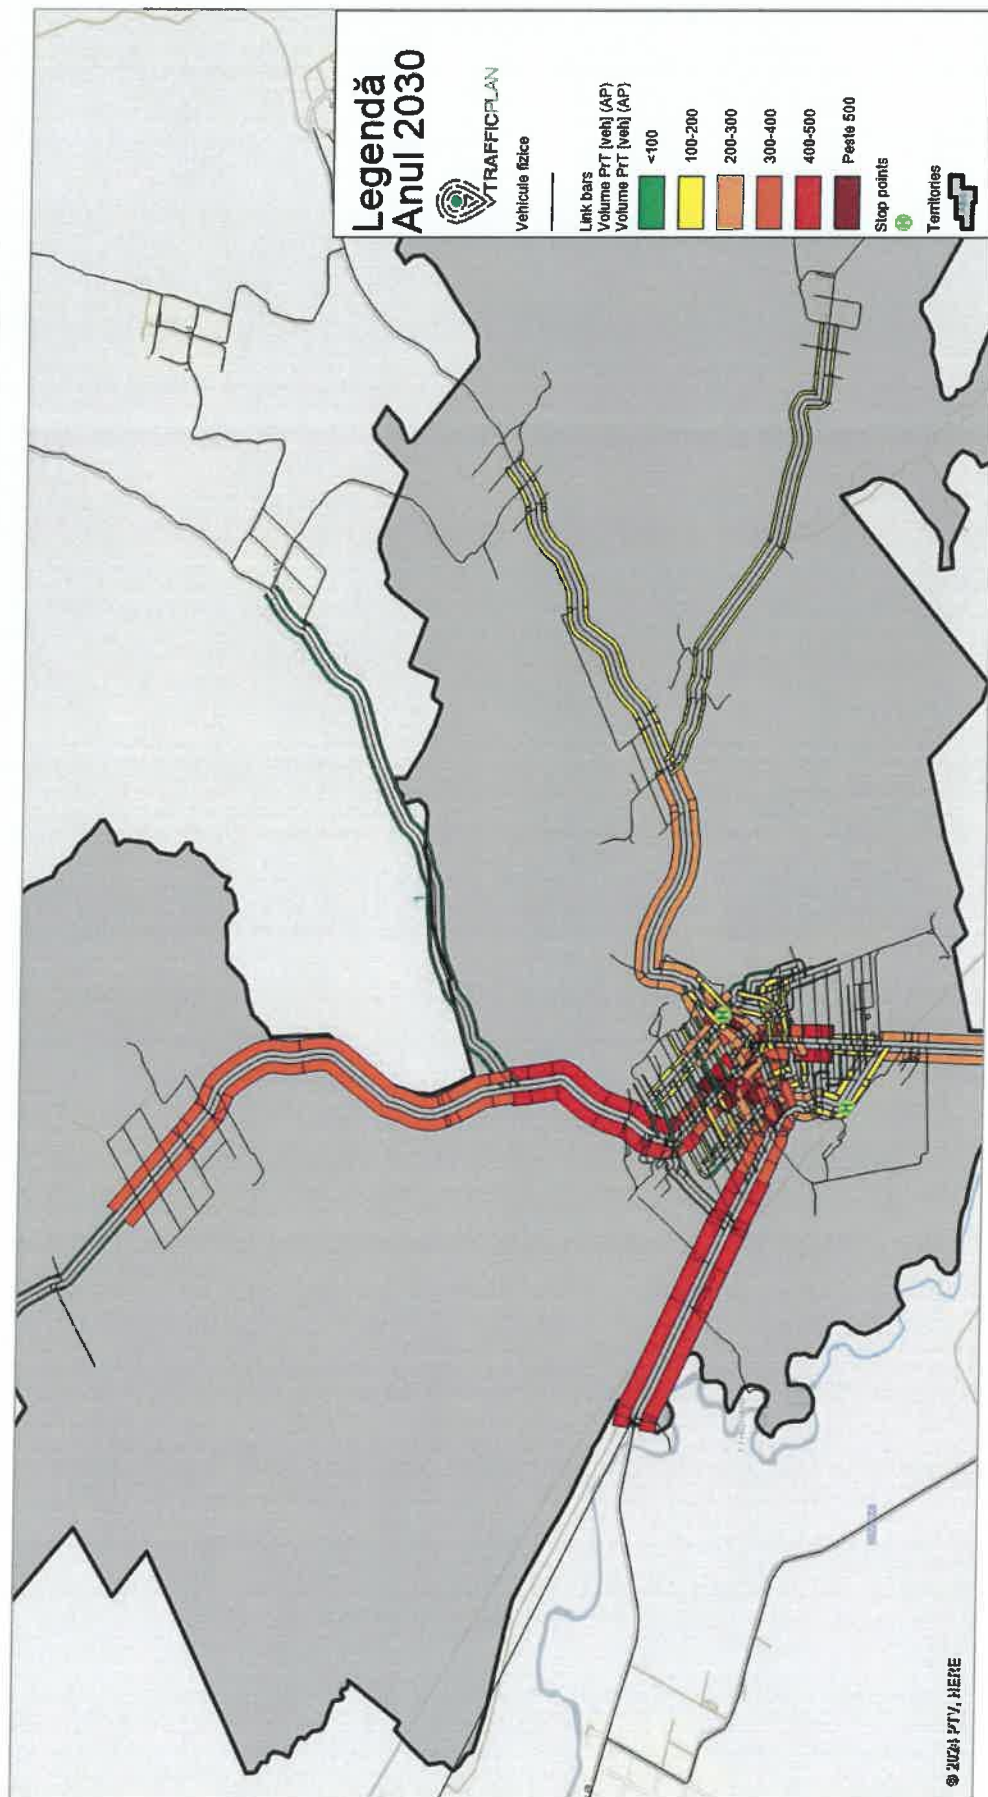 Legendă
Anul 2030
TRAFFICPLAN
Vehicule fizice
Link bars
Volume PrT [veh] (AP)
Volume PrT [veh] (AP)
<100
100-200
200-300
300-400
400-500
Peste 500
Stop points
H
Territories
H
H
© 2024 PTV, HERE